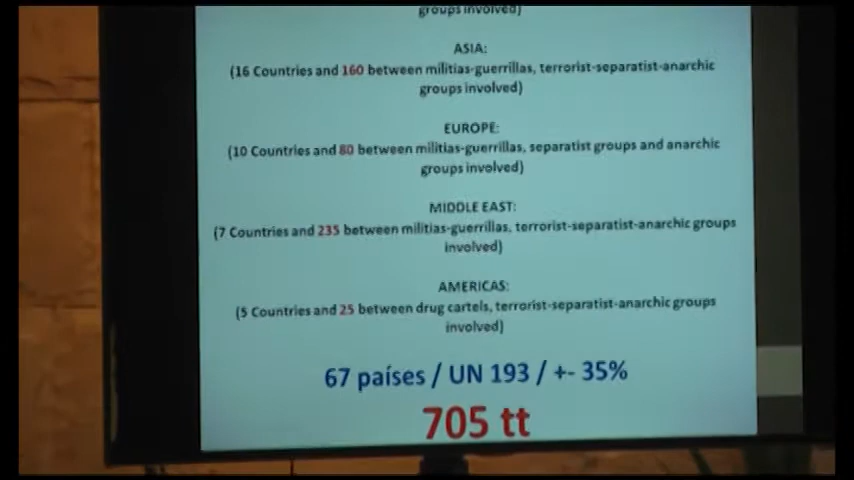 groups involved)
ASIA:
(16 Countries and 160 between militias-guerrillas, terrorist-separatist-anarchic
groups involved)
EUROPE:
(10 Countries and 80 between militias-guerrillas, separatist groups and anarchic
groups involved)
MIDDLE EAST:
(7 Countries and 235 between militias-guerrillas, terrorist-separatist-anarchic groups
involved)
AMERICAS:
(5 Countries and 25 between drug cartels, terrorist-separatist-anarchic groups
involved)
67 países / UN 193 / +- 35%
705 tt